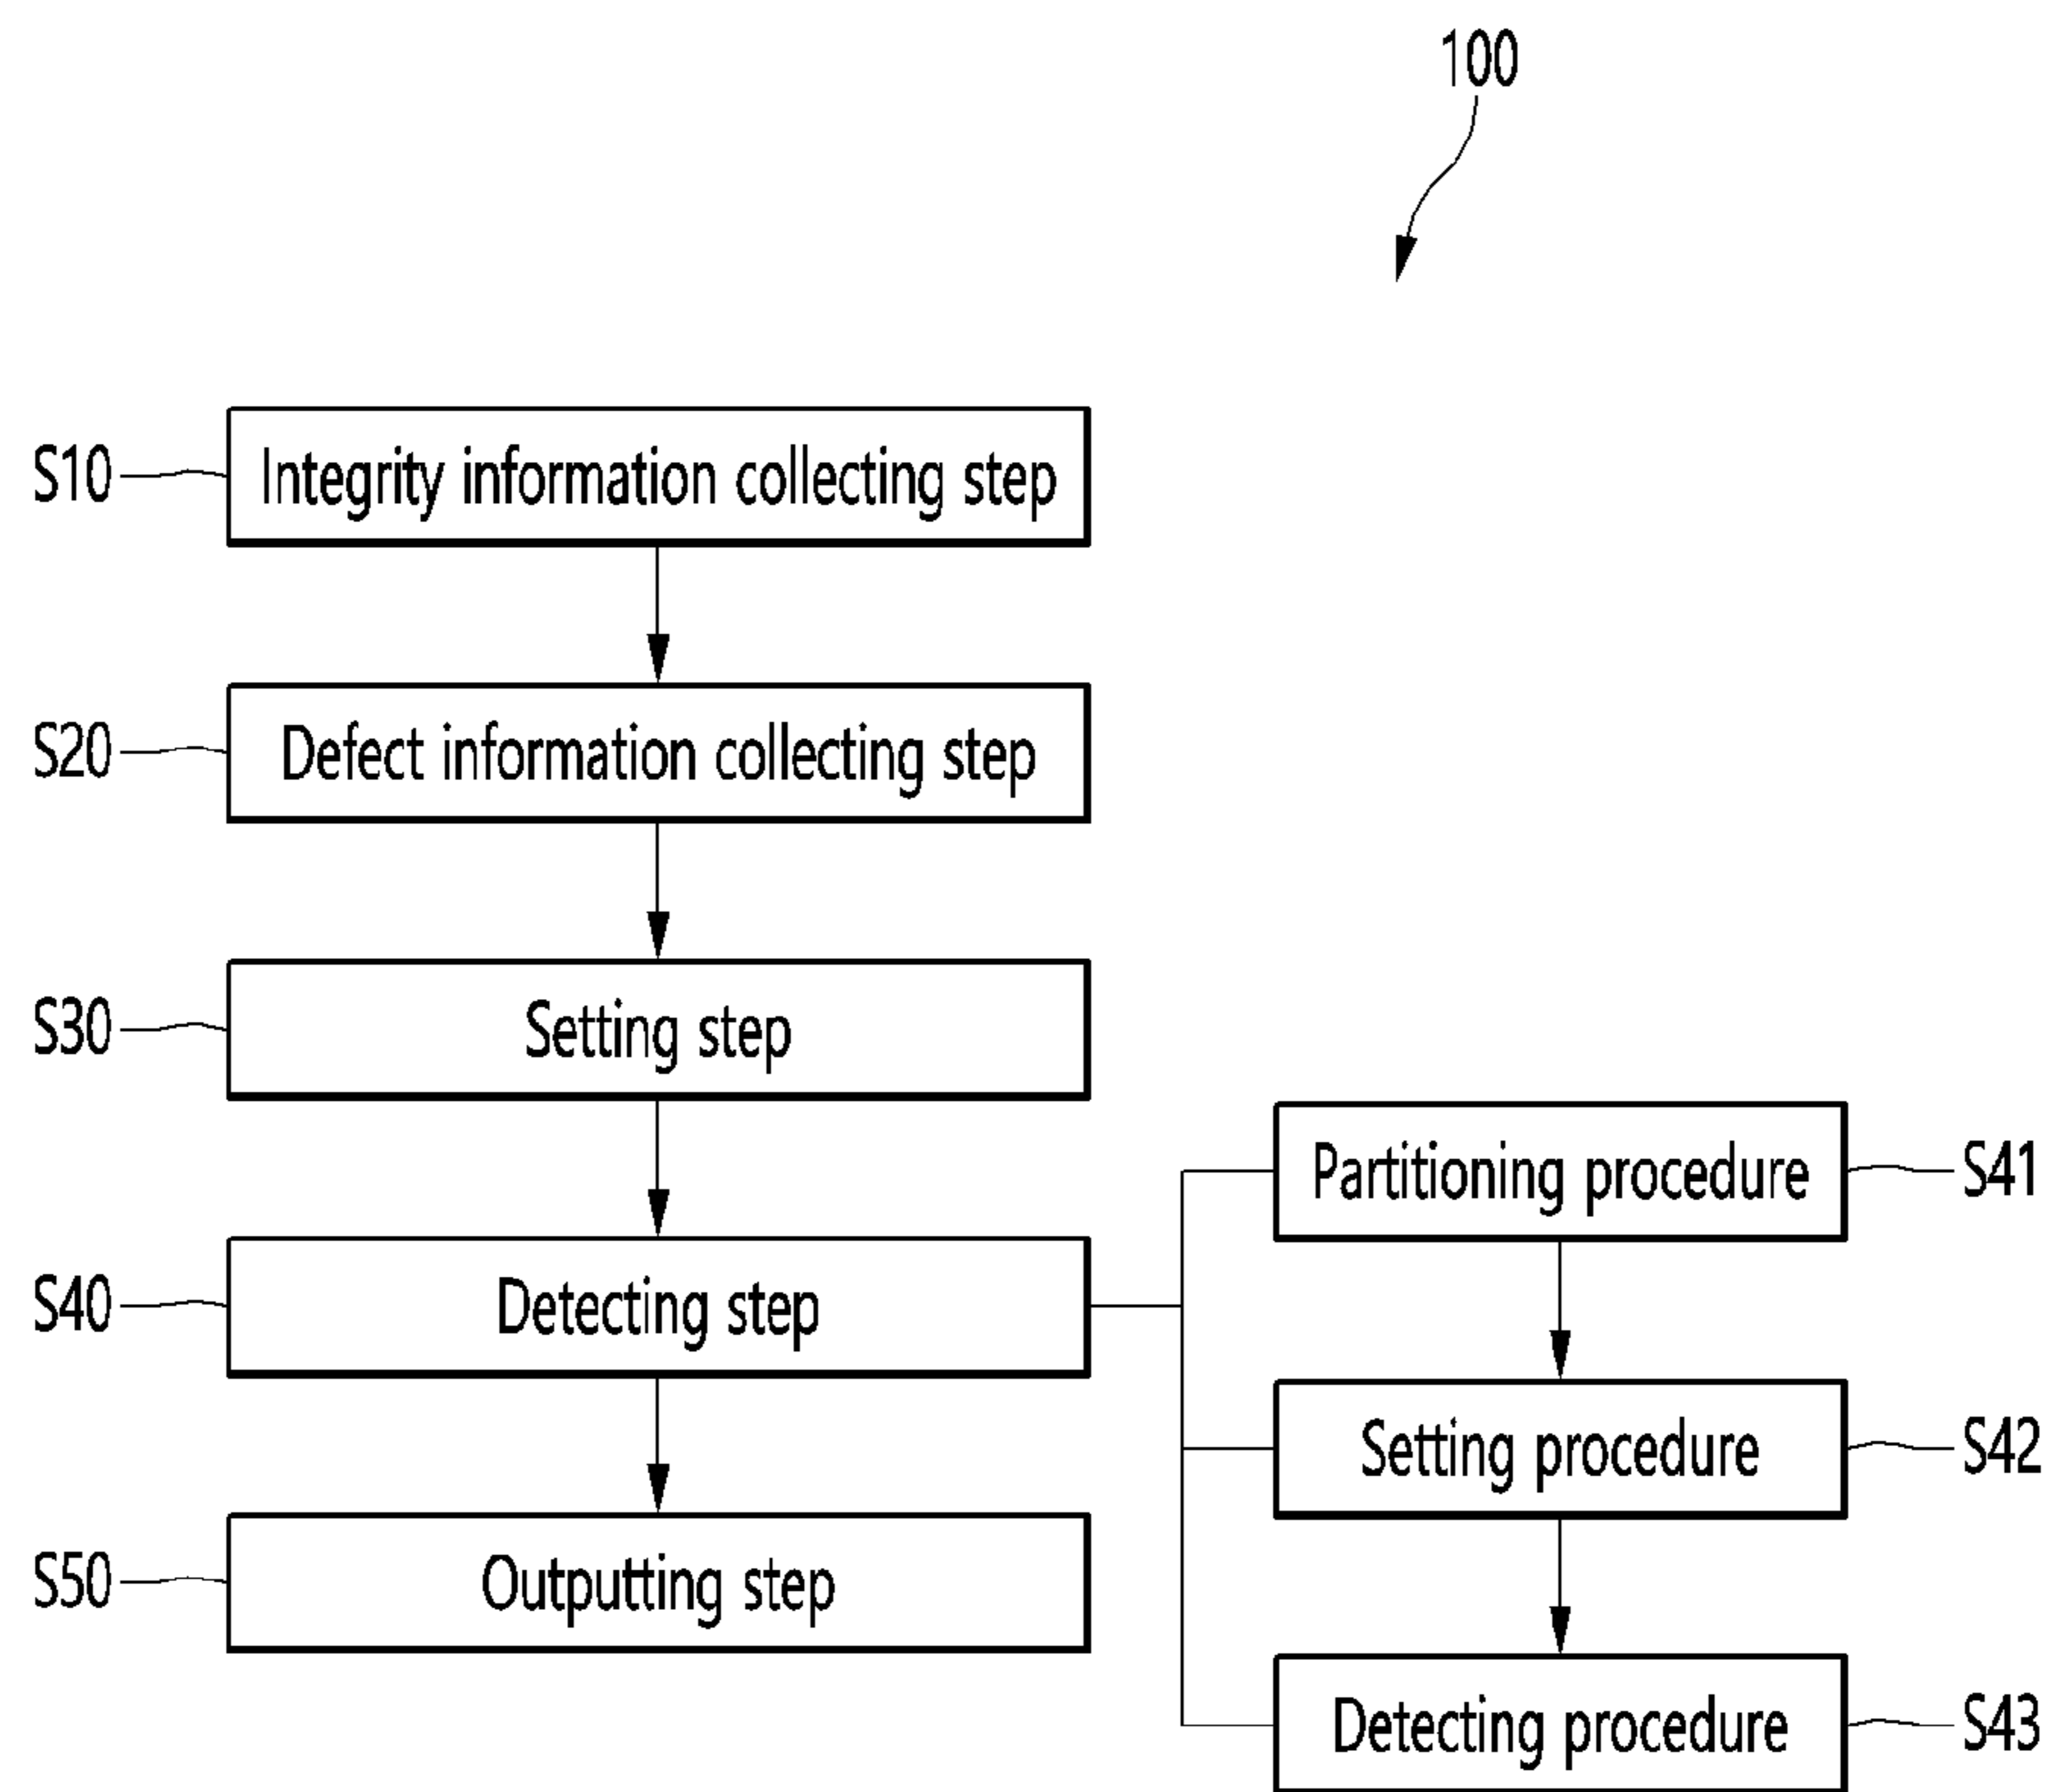 100
S10
Integrity information collecting step
S20
Defect information collecting step
S30
Setting step
S40
Detecting step
S50
Outputting step
Partitioning procedure
S41
Setting procedure
S42
Detecting procedure
S43